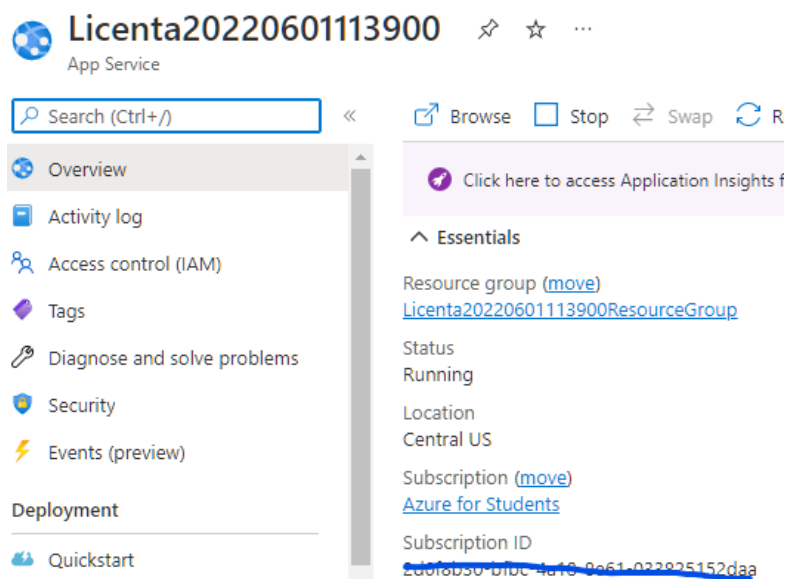 Licenta20220601113900
App Service
Search (Ctrl+/)
Overview
Activity log
Access control (IAM)
Tags
Diagnose and solve problems
Security
Events (preview)
Deployment
Quickstart
Browse Stop Swap R
Click here to access Application Insights f
Essentials
Resource group (move)
Licenta20220601113900ResourceGroup
Status
Running
Location
Central US
Subscription (move)
Azure for Students
Subscription ID